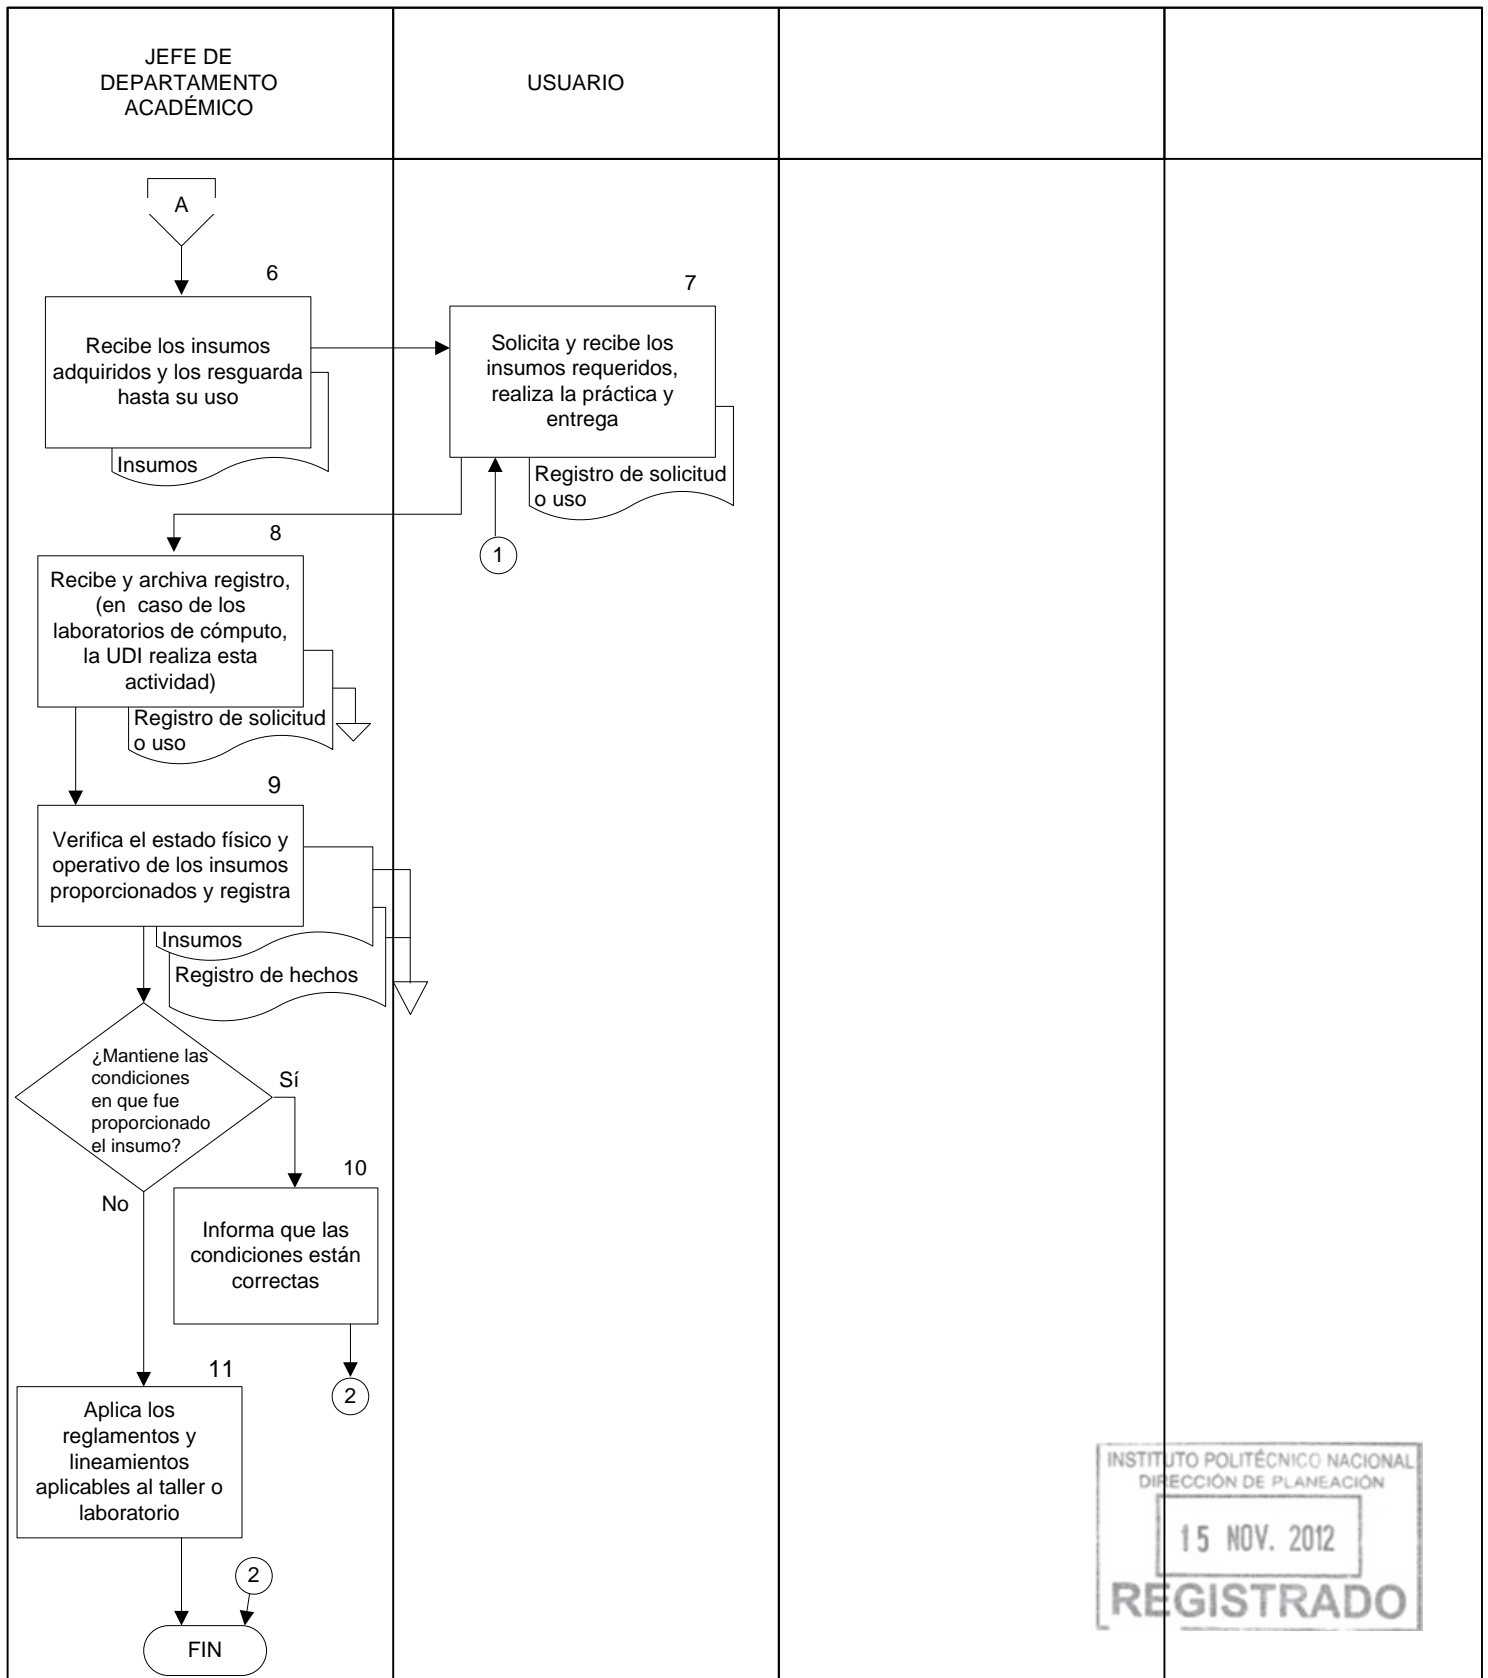 JEFE DE
DEPARTAMENTO
ACADÉMICO
USUARIO
A
6
Recibe los insumos
adquiridos y los resguarda
hasta su uso
Insumos
7
Solicita y recibe los
insumos requeridos,
realiza la práctica y
entrega
Registro de solicitud
o uso
1
8
Recibe y archiva registro,
(en caso de los
laboratorios de cómputo,
la UDI realiza esta
actividad)
Registro de solicitud
o uso
9
Verifica el estado físico y
operativo de los insumos
proporcionados y registra
Insumos
Registro de hechos
¿Mantiene las
condiciones
en que fue
proporcionado
el insumo?
Sí
No
10
Informa que las
condiciones están
correctas
2
11
Aplica los
reglamentos y
lineamientos
aplicables al taller o
laboratorio
2
FIN
INSTITUTO POLITÉCNICO NACIONAL
DIRECCIÓN DE PLANEACIÓN
15 NOV. 2012
REGISTRADO